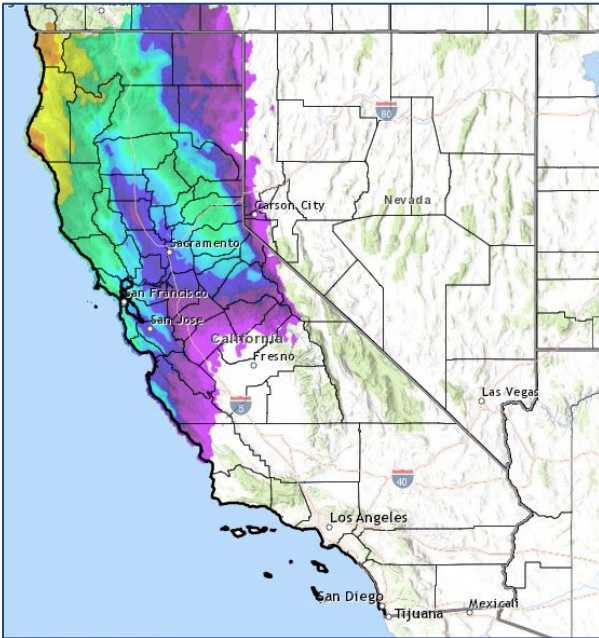 80
Carson City
Nevada
Sacramento
San Francisco
San Jose
California
Fresno
Las Vegas
5
40
Los Angeles
San Diego
Tijuana
Mexicali